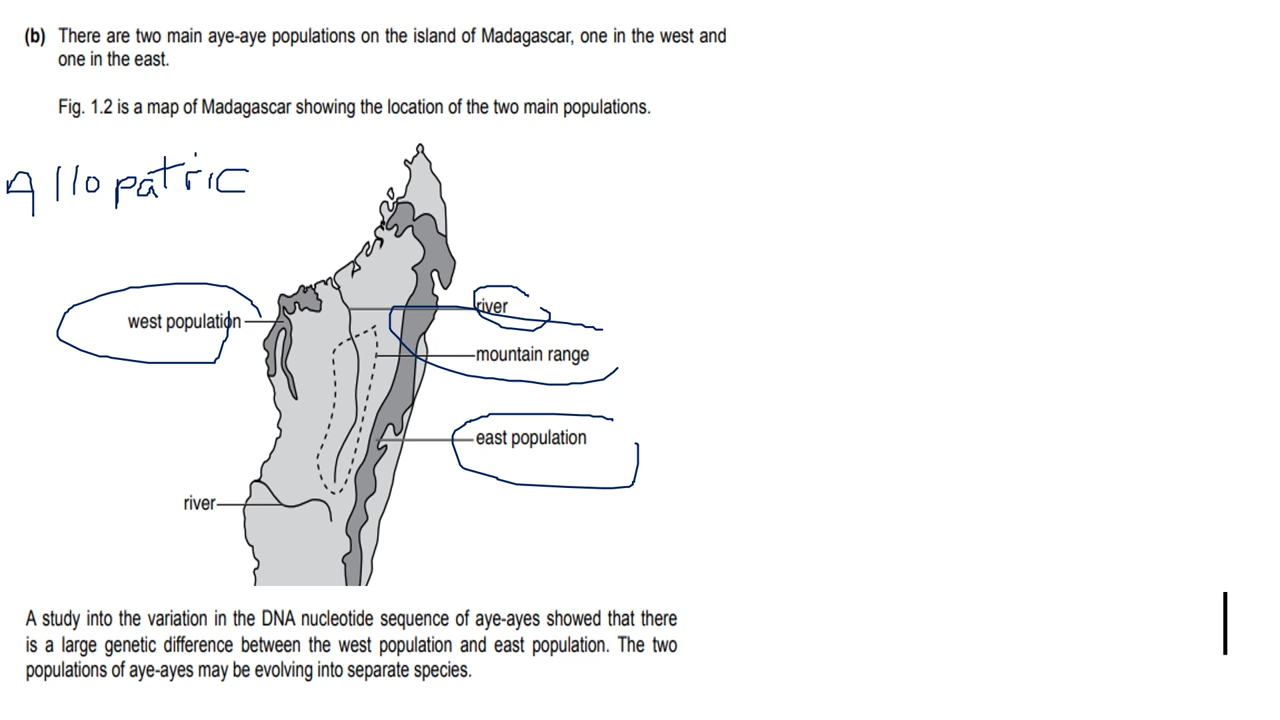 (b) There are two main aye-aye populations on the island of Madagascar, one in the west and
one in the east.
Fig. 1.2 is a map of Madagascar showing the location of the two main populations.
Allopatric
river
west population
mountain range
east population
river
A study into the variation in the DNA nucleotide sequence of aye-ayes showed that there
is a large genetic difference between the west population and east population. The two
populations of aye-ayes may be evolving into separate species.